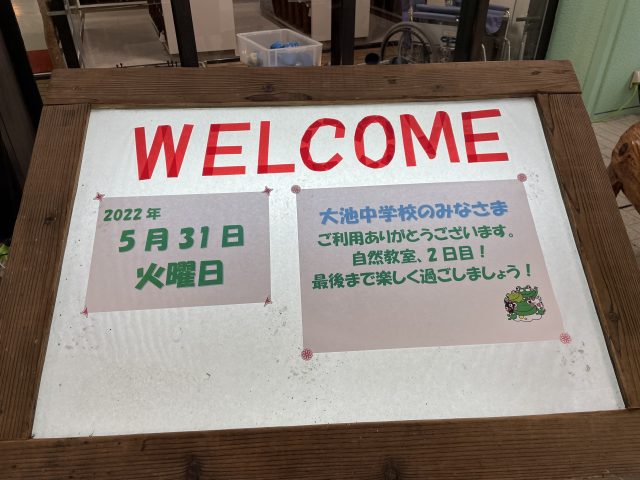 WELCOME
2022年
5月31日
火曜日
大池中学校のみなさま
ご利用ありがとうございます。
自然教室、2日目!
最後まで楽しく過ごしましょう!